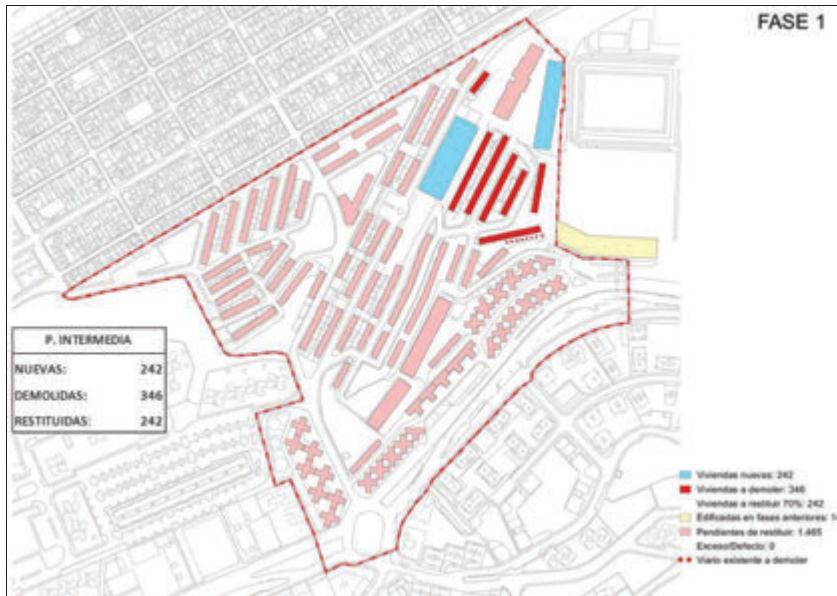 FASE 1
P. INTERMEDIA
NUEVAS: 242
DEMOLIDAS: 346
RESTITUIDAS: 242
Viviendas nuevas: 242
Viviendas a demoler: 346
Viviendas a restituir 70%: 242
Edificadas en fases anteriores:
Pendientes de restituir: 1.465
Exceso/Defecto: 0
Viario existente a demoler